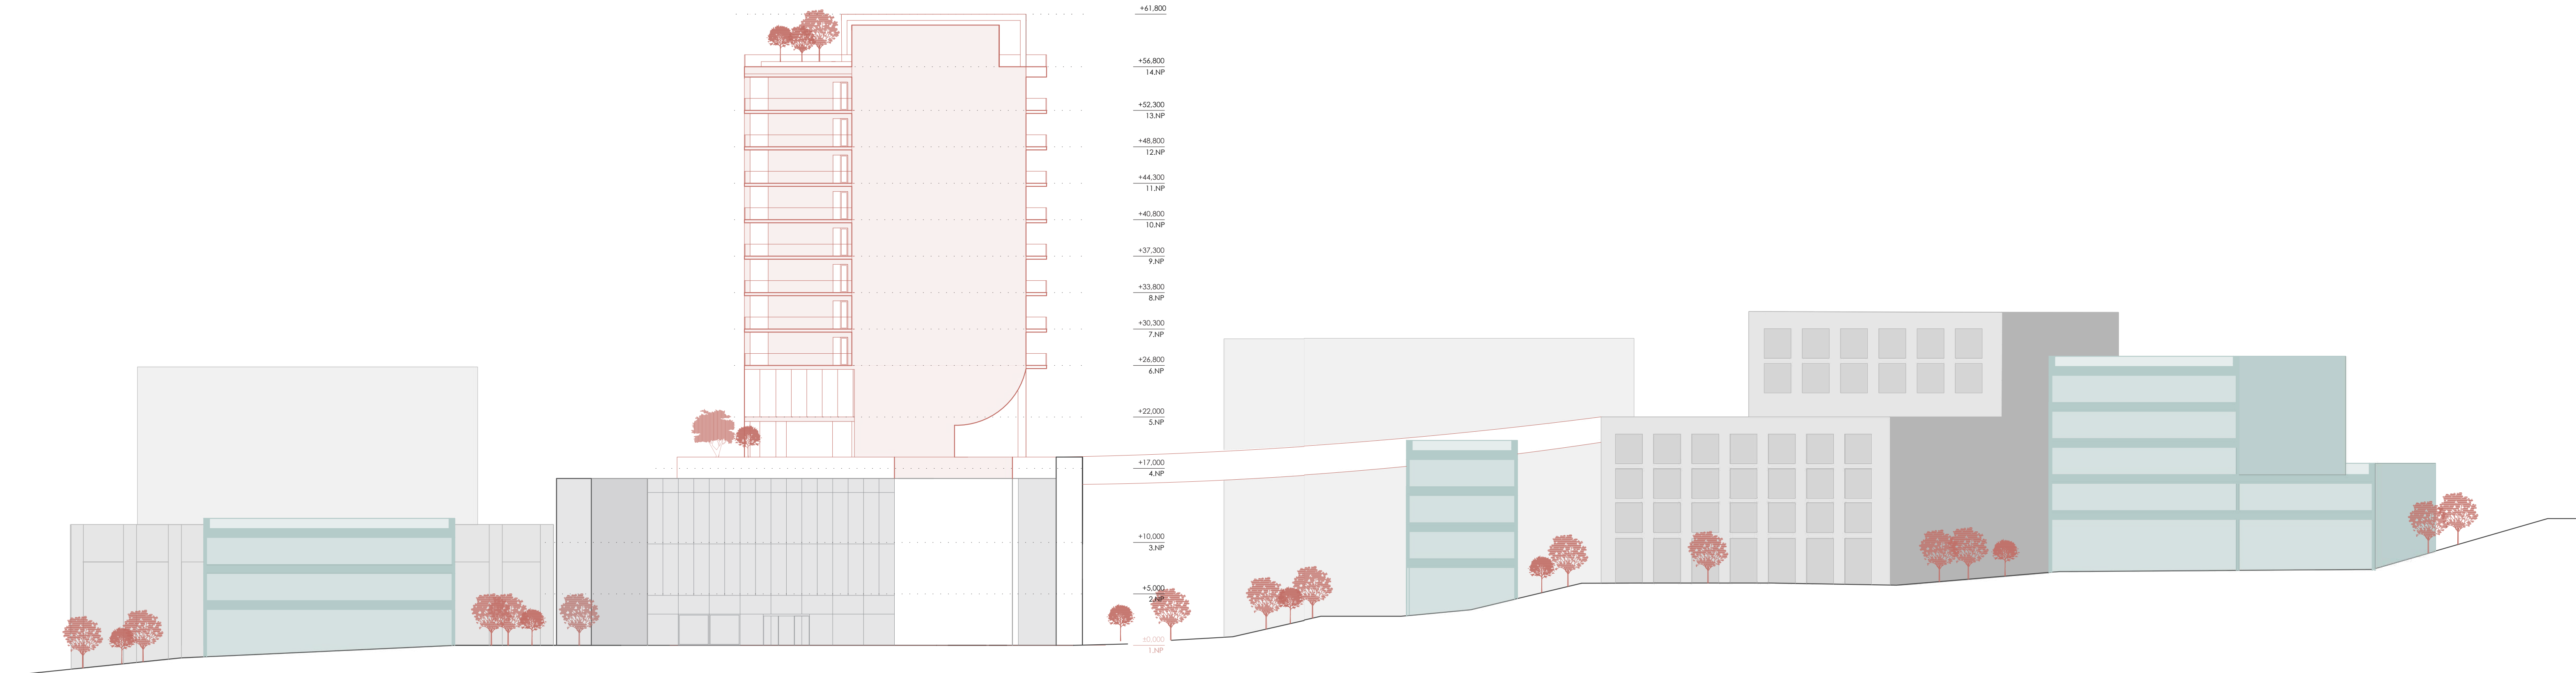 +61,800
+56,800
14.NP
+52,300
13.NP
+48,800
12.NP
+44,300
11.NP
+40,800
10.NP
+37,300
9.NP
+33,800
8.NP
+30,300
7.NP
+26,800
6.NP
+22,000
5.NP
+17,000
4.NP
+10,000
3.NP
+5,000
2.NP
±0,000
1.NP